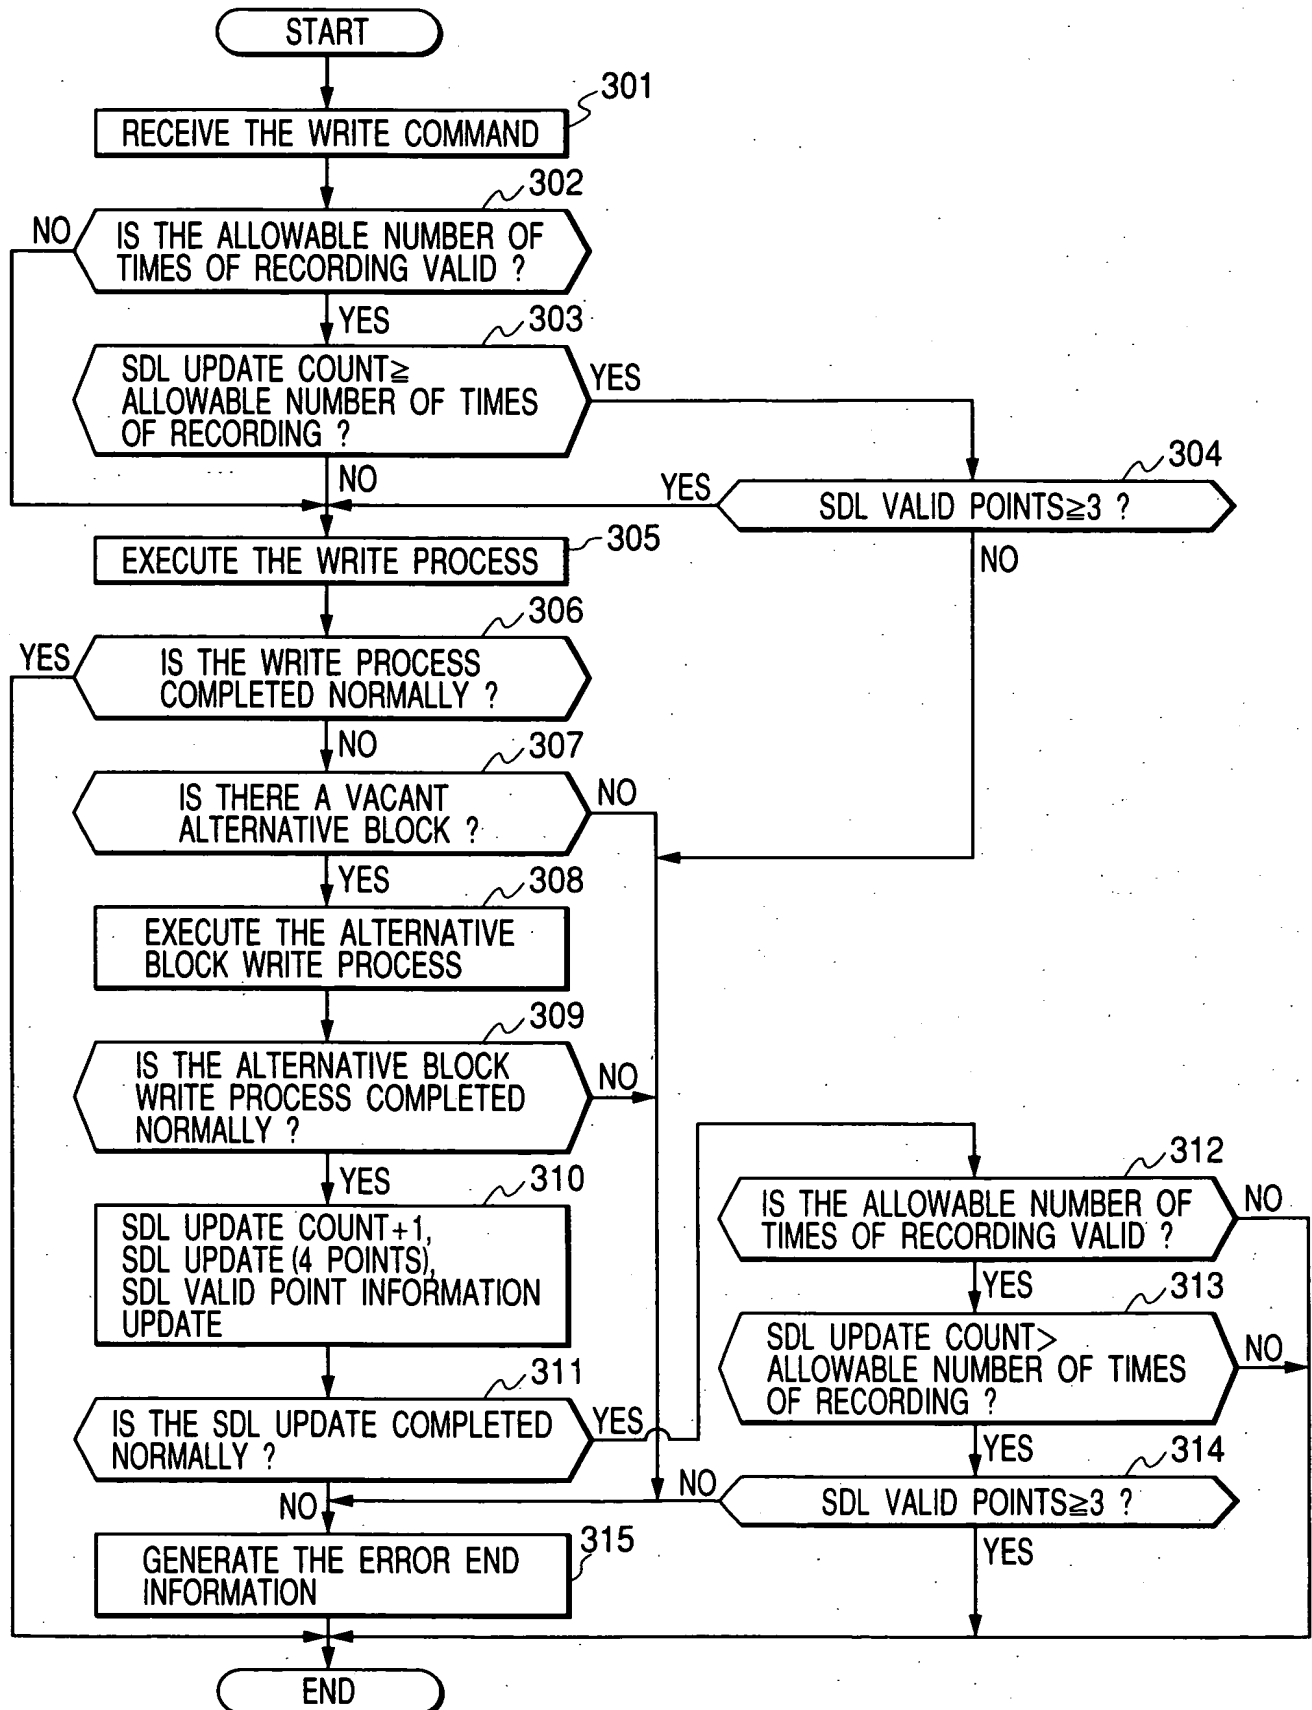 START
301
RECEIVE THE WRITE COMMAND
302
NO
IS THE ALLOWABLE NUMBER OF
TIMES OF RECORDING VALID ?
YES
303
SDL UPDATE COUNT≧
ALLOWABLE NUMBER OF TIMES
OF RECORDING ?
YES
NO
304
YES
SDL VALID POINTS≧3 ?
NO
305
EXECUTE THE WRITE PROCESS
306
YES
IS THE WRITE PROCESS
COMPLETED NORMALLY ?
NO
307
IS THERE A VACANT
ALTERNATIVE BLOCK ?
NO
YES
308
EXECUTE THE ALTERNATIVE
BLOCK WRITE PROCESS
309
IS THE ALTERNATIVE BLOCK
WRITE PROCESS COMPLETED
NORMALLY ?
NO
YES
310
SDL UPDATE COUNT+1,
SDL UPDATE (4 POINTS),
SDL VALID POINT INFORMATION
UPDATE
311
IS THE SDL UPDATE COMPLETED
NORMALLY ?
YES
NO
312
IS THE ALLOWABLE NUMBER OF
TIMES OF RECORDING VALID ?
NO
YES
313
SDL UPDATE COUNT>
ALLOWABLE NUMBER OF TIMES
OF RECORDING ?
NO
YES
314
NO
SDL VALID POINTS≧3 ?
YES
315
GENERATE THE ERROR END
INFORMATION
END